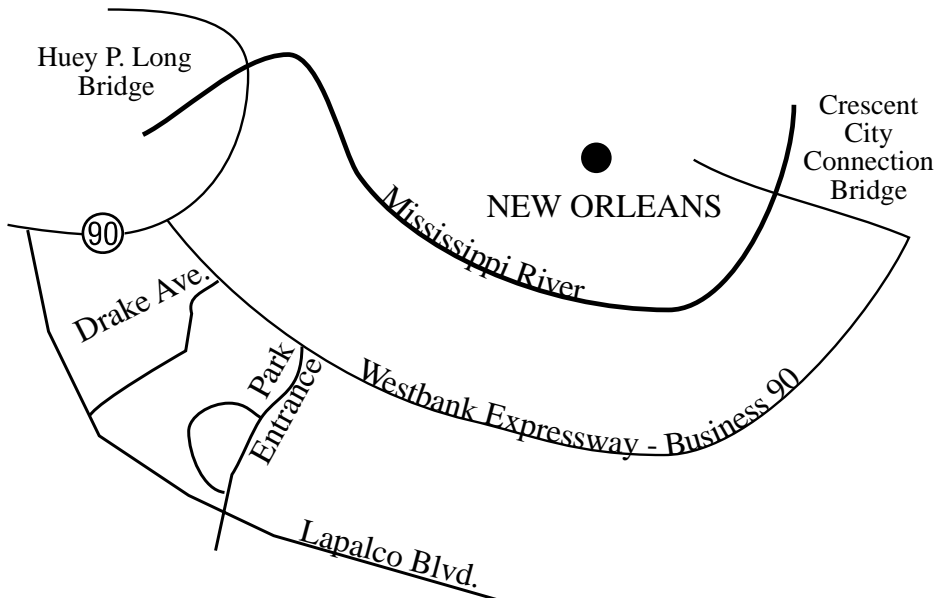 Huey P. Long
Bridge
Crescent
City
Connection
Bridge
NEW ORLEANS
Mississippi River
90
Drake Ave.
Park
Entrance
Westbank Expressway - Business 90
Lapalco Blvd.